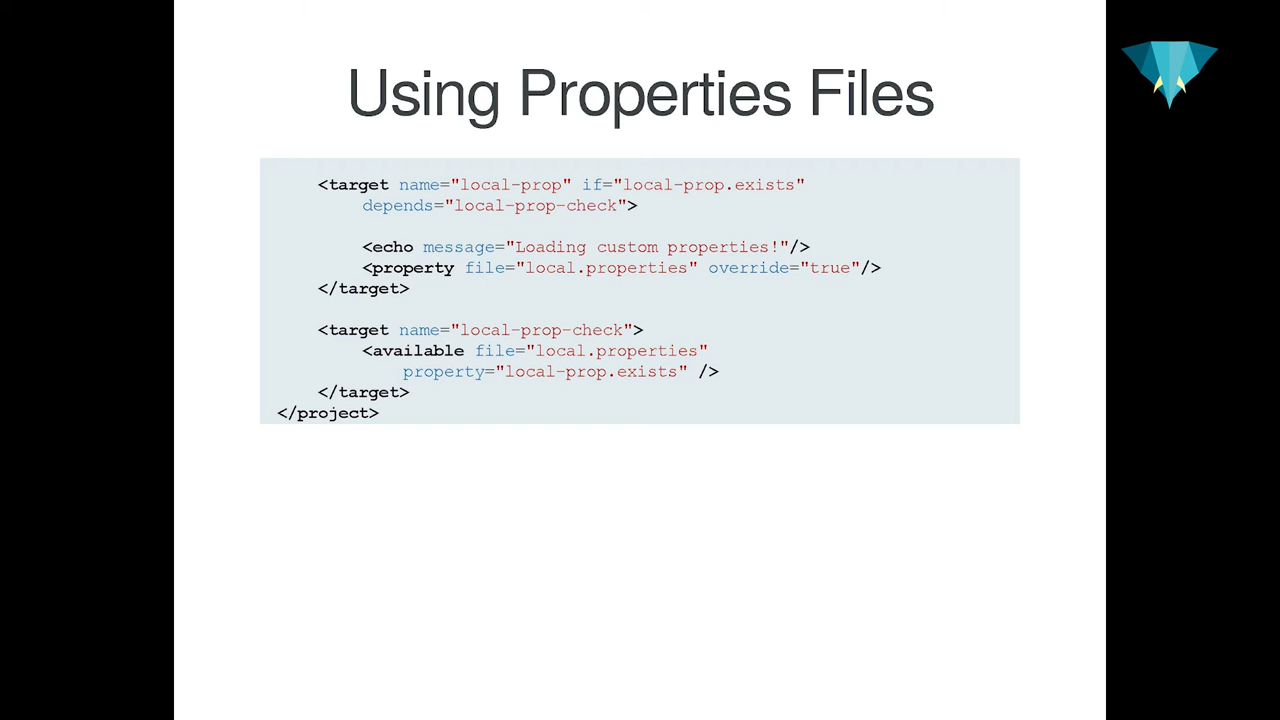 Using Properties Files
<target name="local-prop" if="local-prop.exists"
depends="local-prop-check">
<echo message="Loading custom properties!"/>
<property file="local.properties" override="true"/>
</target>
<target name="local-prop-check">
<available file="local.properties"
property="local-prop.exists" />
</target>
</project>